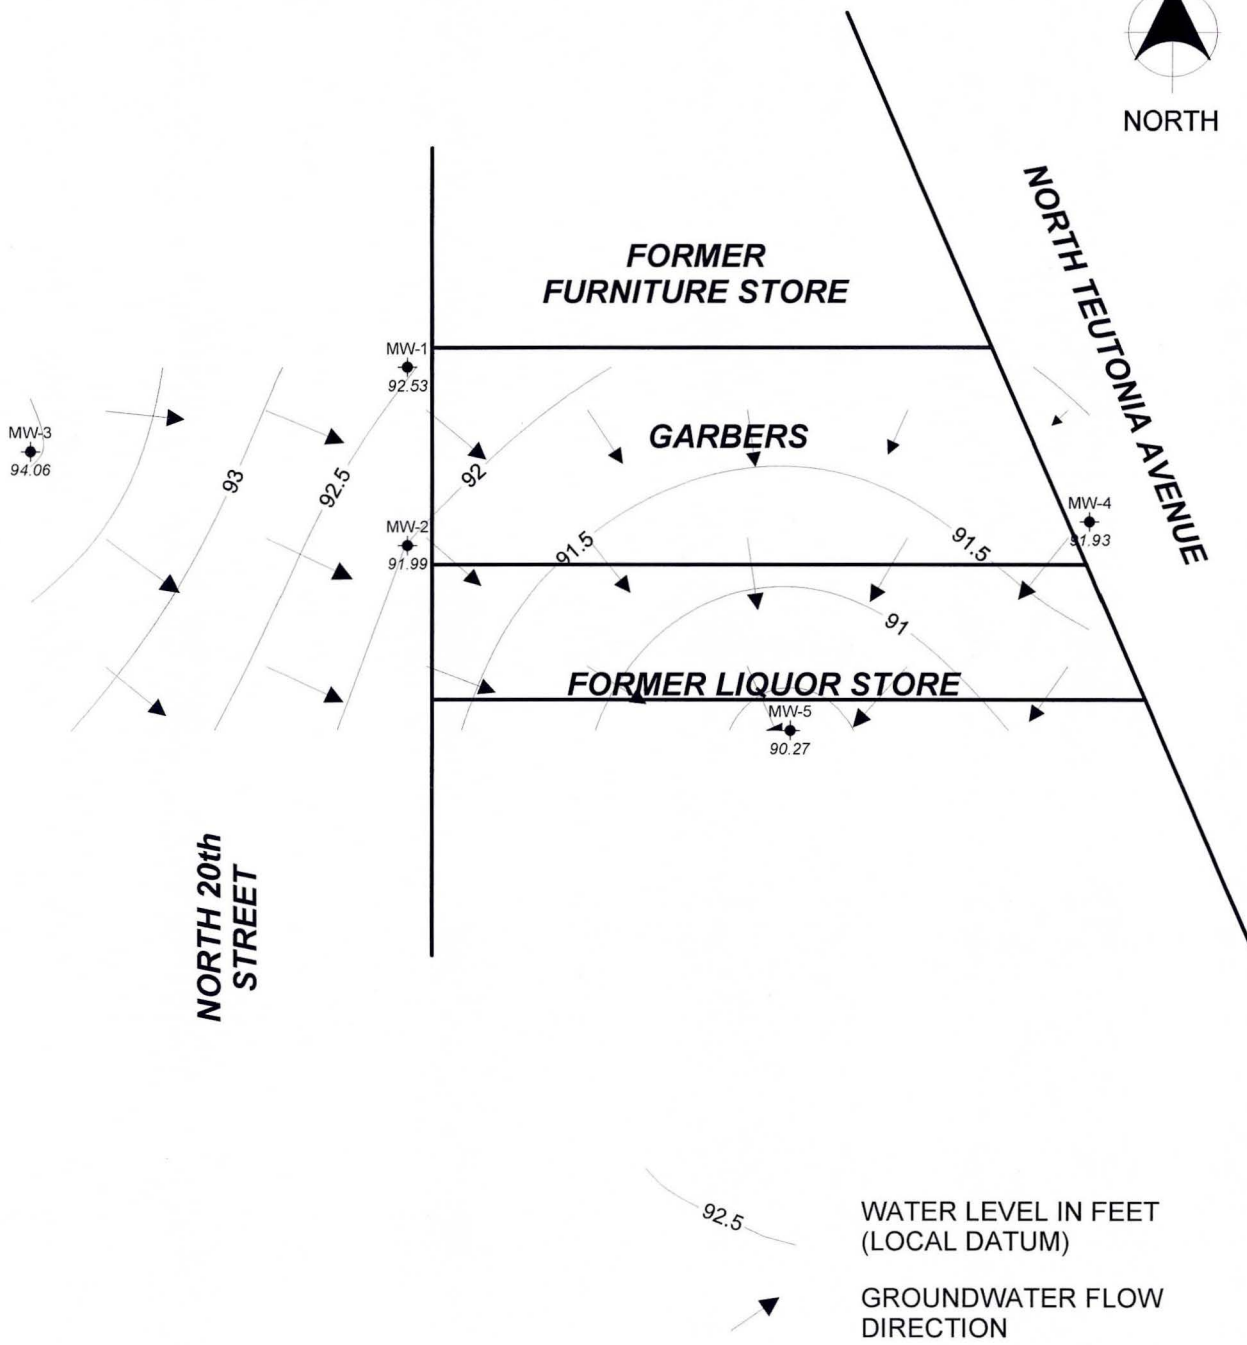 NORTH
NORTH TEUTONIA AVENUE
FORMER
FURNITURE STORE
MW-1
92.53
MW-3
94.06
GARBERS
93
92.5
92
MW-4
91.93
MW-2
91.99
91.5
91.5
91
FORMER LIQUOR STORE
MW-5
90.27
NORTH 20th
STREET
92.5
WATER LEVEL IN FEET
(LOCAL DATUM)
GROUNDWATER FLOW
DIRECTION